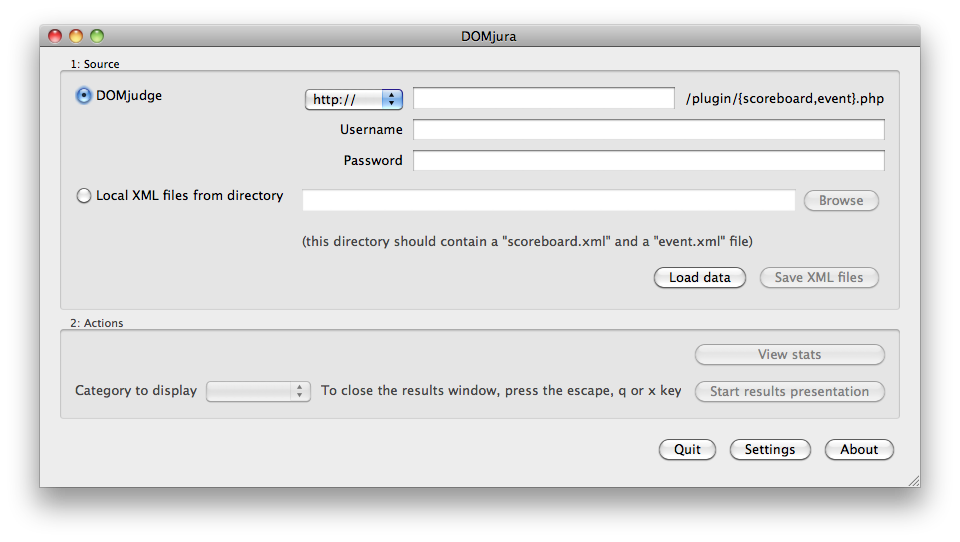 DOMjura
1: Source
DOMjudge
http://
/plugin/{scoreboard,event}.php
Username
Password
Local XML files from directory
Browse
(this directory should contain a "scoreboard.xml" and a "event.xml" file)
Load data
Save XML files
2: Actions
View stats
Category to display
To close the results window, press the escape, q or x key
Start results presentation
Quit
Settings
About